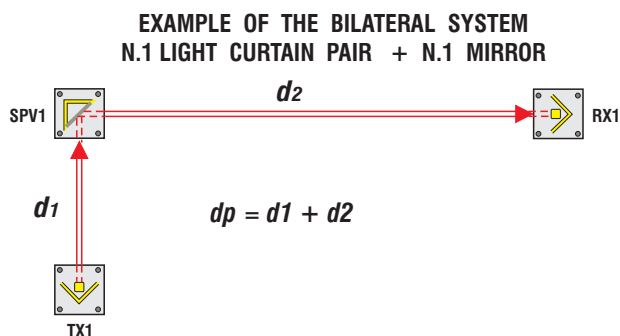 EXAMPLE OF THE BILATERAL SYSTEM
N.1 LIGHT CURTAIN PAIR + N.1 MIRROR
d2
SPV1
RX1
d1
dp = d1 + d2
TX1